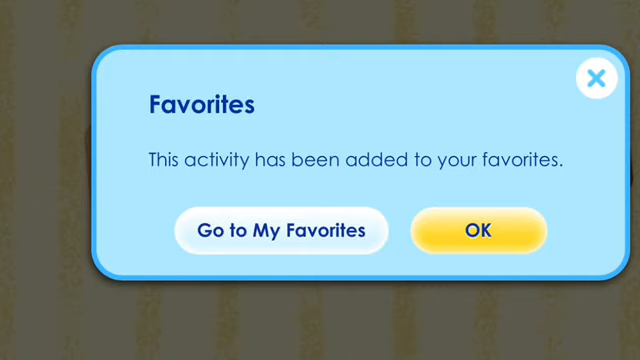 Favorites
This activity has been added to your favorites.
Go to My Favorites
OK